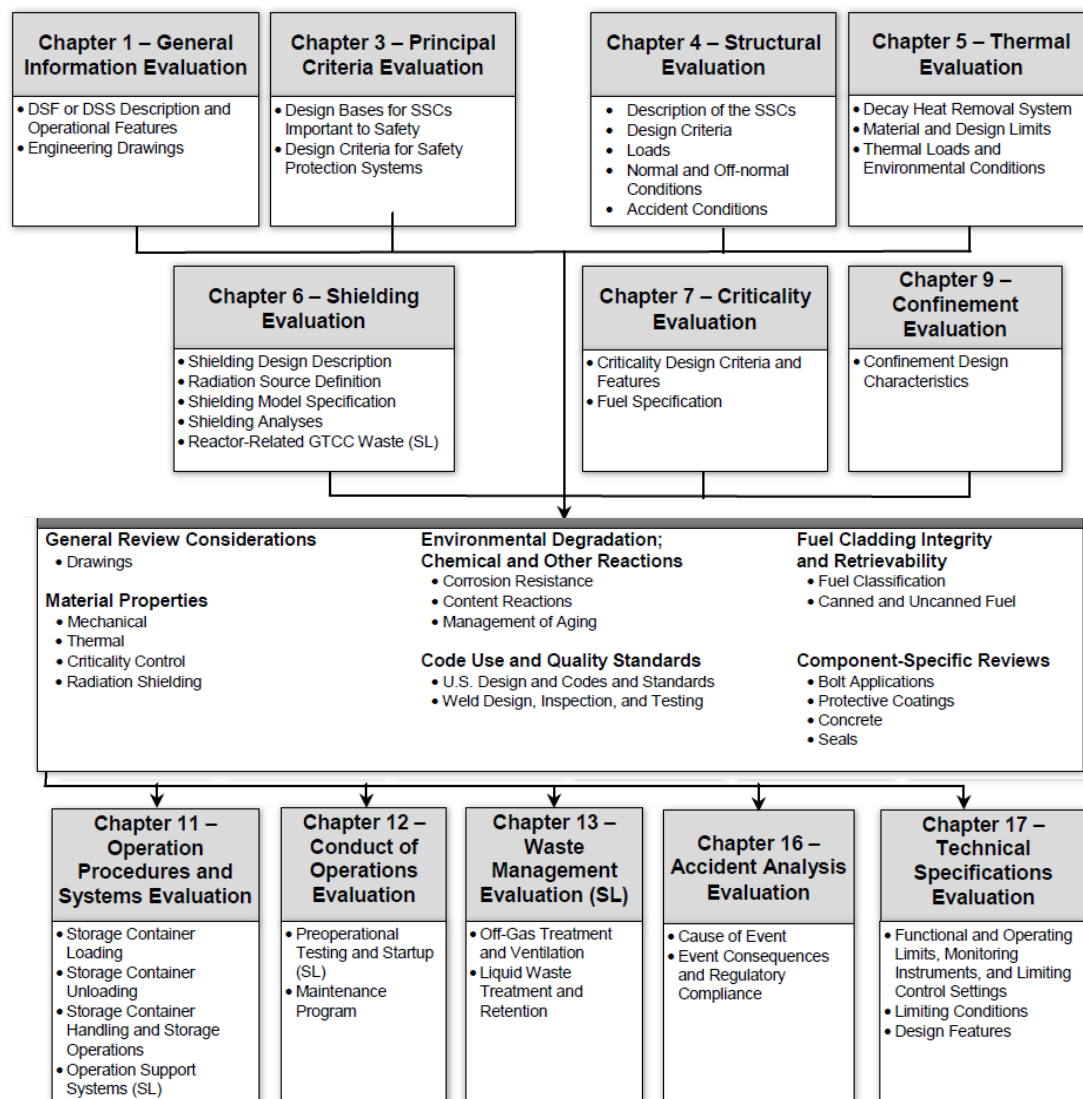 Chapter 1 – General
Information Evaluation
• DSF or DSS Description and
Operational Features
• Engineering Drawings
Chapter 3 – Principal
Criteria Evaluation
• Design Bases for SSCs
Important to Safety
• Design Criteria for Safety
Protection Systems
Chapter 4 – Structural
Evaluation
• Description of the SSCs
• Design Criteria
• Loads
• Normal and Off-normal
Conditions
• Accident Conditions
Chapter 5 – Thermal
Evaluation
• Decay Heat Removal System
• Material and Design Limits
• Thermal Loads and
Environmental Conditions
Chapter 6 – Shielding
Evaluation
• Shielding Design Description
• Radiation Source Definition
• Shielding Model Specification
• Shielding Analyses
• Reactor-Related GTCC Waste (SL)
Chapter 7 – Criticality
Evaluation
• Criticality Design Criteria and
Features
• Fuel Specification
Chapter 9 –
Confinement
Evaluation
• Confinement Design
Characteristics
General Review Considerations
• Drawings
Material Properties
• Mechanical
• Thermal
• Criticality Control
• Radiation Shielding
Environmental Degradation;
Chemical and Other Reactions
• Corrosion Resistance
• Content Reactions
• Management of Aging
Code Use and Quality Standards
• U.S. Design and Codes and Standards
• Weld Design, Inspection, and Testing
Fuel Cladding Integrity
and Retrievability
• Fuel Classification
• Canned and Uncanned Fuel
Component-Specific Reviews
• Bolt Applications
• Protective Coatings
• Concrete
• Seals
Chapter 11 –
Operation
Procedures and
Systems Evaluation
• Storage Container
Loading
• Storage Container
Unloading
• Storage Container
Handling and Storage
Operations
• Operation Support
Systems (SL)
Chapter 12 –
Conduct of
Operations
Evaluation
• Preoperational
Testing and Startup
(SL)
• Maintenance
Program
Chapter 13 –
Waste
Management
Evaluation (SL)
• Off-Gas Treatment
and Ventilation
• Liquid Waste
Treatment and
Retention
Chapter 16 –
Accident Analysis
Evaluation
• Cause of Event
• Event Consequences
and Regulatory
Compliance
Chapter 17 –
Technical
Specifications
Evaluation
• Functional and Operating
Limits, Monitoring
Instruments, and Limiting
Control Settings
• Limiting Conditions
• Design Features